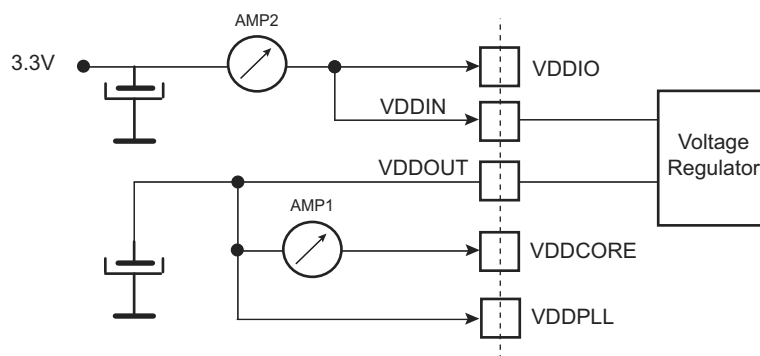 AMP2
3.3V
VDDIO
VDDIN
Voltage
Regulator
VDDOUT
AMP1
VDDCORE
VDDPLL